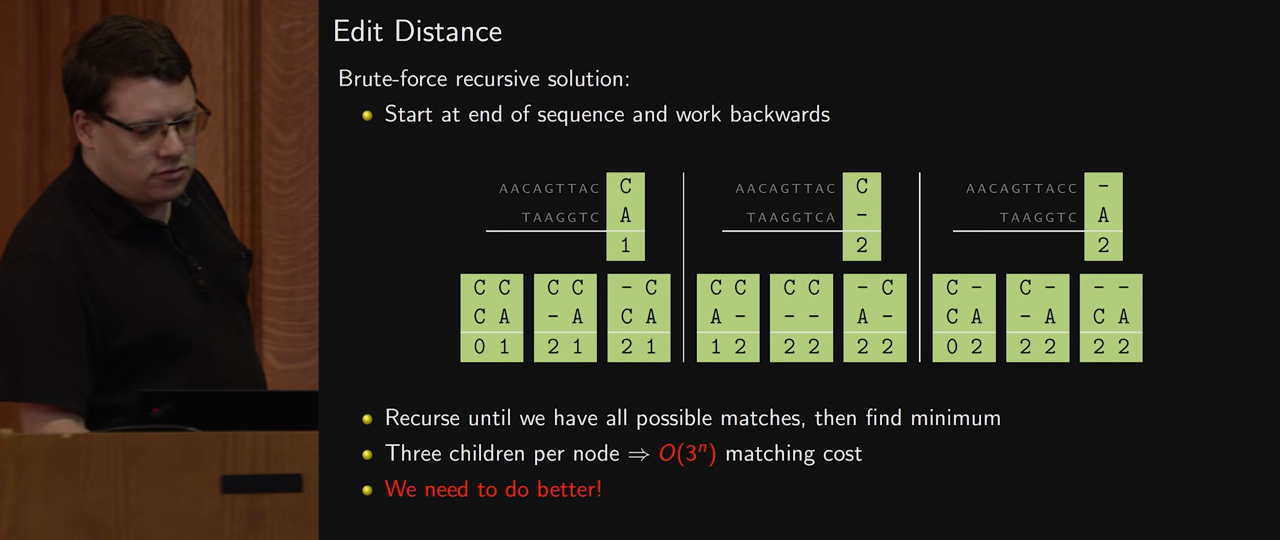 Edit Distance
Brute-force recursive solution:
Start at end of sequence and work backwards
AACAGTTAC C AACAGTTAC C AACAGTTACC -
TAAGGTC A TAAGGTCA - TAAGGTC A
1 2 2
C C C C - C C C C C - C C - C - - -
C A - A C A A - - - A - C A - A C A
0 1 2 1 2 1 1 2 2 2 2 2 0 2 2 2 2 2
Recurse until we have all possible matches, then find minimum
Three children per node ⇒ O(3ⁿ) matching cost
We need to do better!